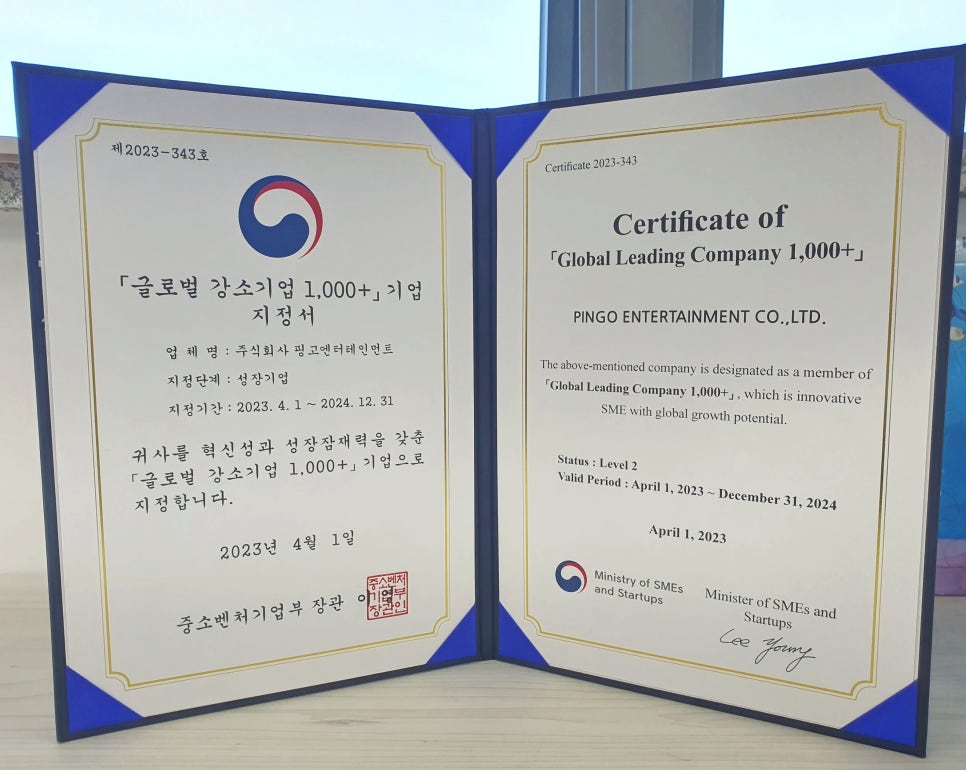 제2023-343호
「글로벌 강소기업 1,000+」기업
지정서
업 체 명 : 주식회사 핑고엔터테인먼트
지정단계 : 성장기업
지정기간 : 2023. 4. 1 ~ 2024. 12. 31
귀사를 혁신성과 성장잠재력을 갖춘
「글로벌 강소기업 1,000+」기업으로
지정합니다.
2023년 4월 1일
중소벤처기업부 장관 이 영
중소벤처
기업부
장관인
Certificate 2023-343
Certificate of
「Global Leading Company 1,000+」
PINGO ENTERTAINMENT CO.,LTD.
The above-mentioned company is designated as a member of
「Global Leading Company 1,000+」, which is innovative
SME with global growth potential.
Status : Level 2
Valid Period : April 1, 2023 ~ December 31, 2024
April 1, 2023
Ministry of SMEs
and Startups
Minister of SMEs and
Startups
Lee Young